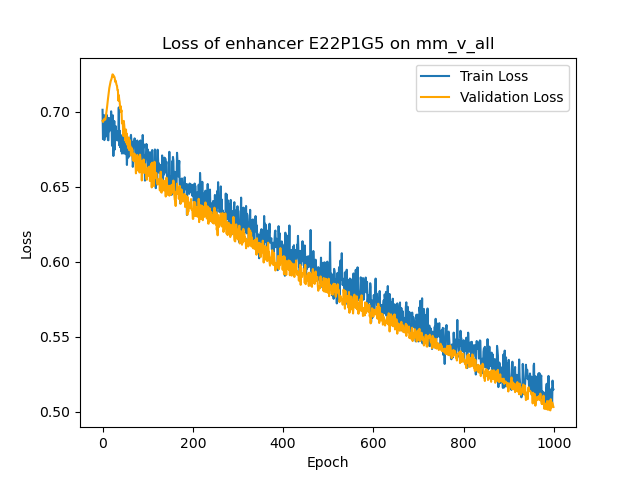 Loss of enhancer E22P1G5 on mm_v_all
Train Loss
Validation Loss
0.70
0.65
0.60
0.55
0.50
Loss
0
200
400
600
800
1000
Epoch